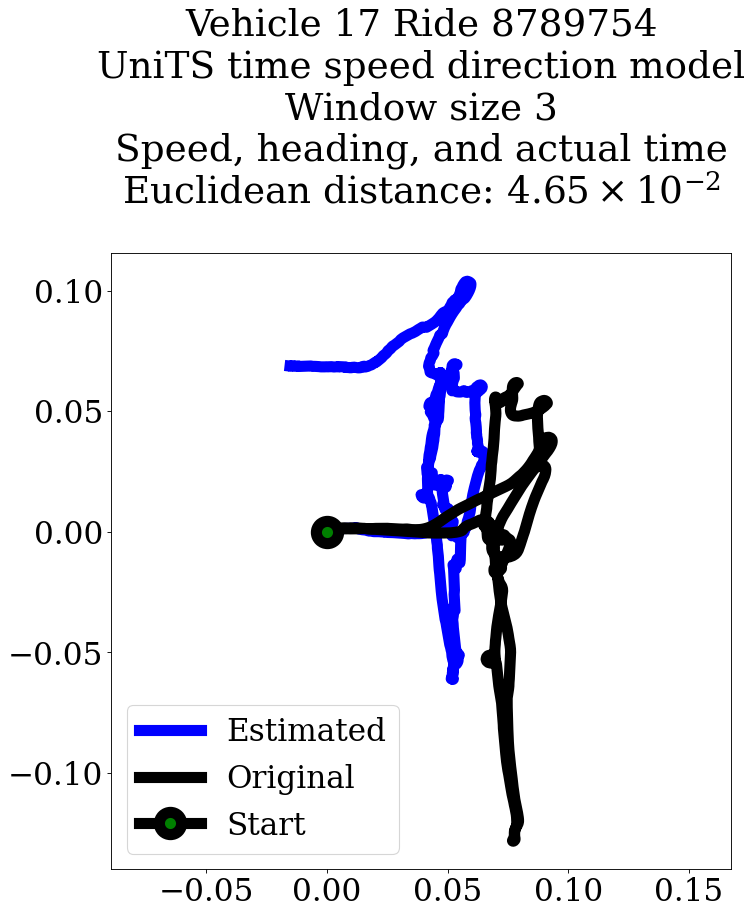 Vehicle 17 Ride 8789754
UniTS time speed direction model
Window size 3
Speed, heading, and actual time
Euclidean distance: 4.65 × 10⁻²
0.10
0.05
0.00
−0.05
−0.10
Estimated
Original
Start
−0.05 0.00 0.05 0.10 0.15